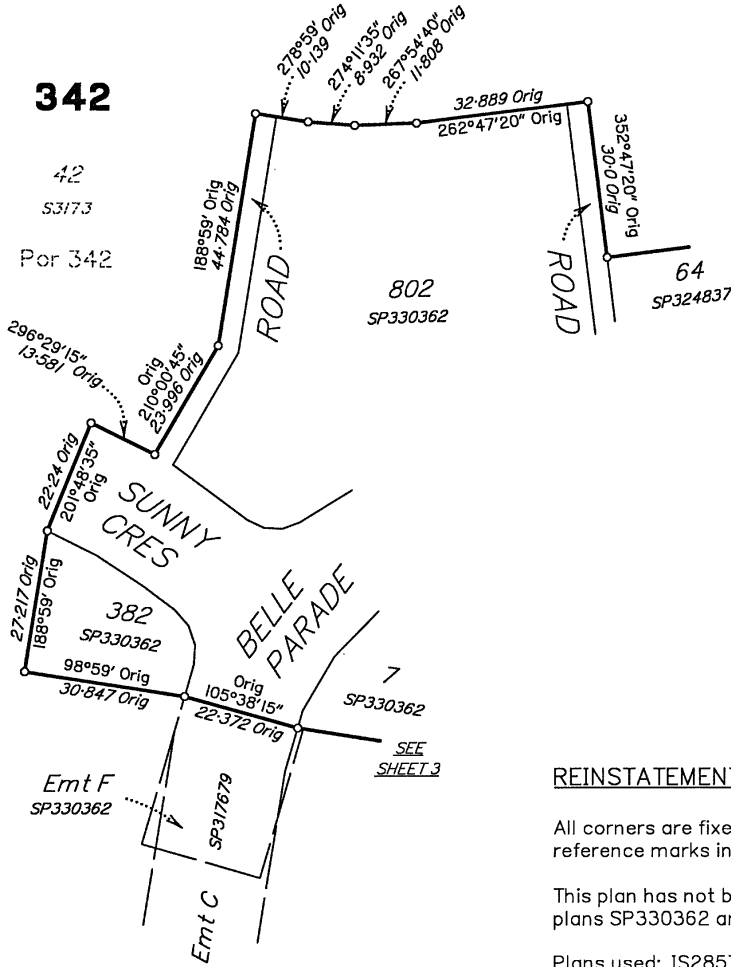 342
42
S3173
Por 342
278°59' Orig
10·139
274°11'35"
8·932 Orig
267°54'40"
11·808 Orig
32·889 Orig
262°47'20" Orig
352°47'20" Orig
30·0 Orig
188°59' Orig
44·784 Orig
ROAD
802
SP330362
ROAD
64
SP324837
296°29'15"
13·581 Orig
Orig
210°00'45"
23·996 Orig
22·24 Orig
201°48'35"
Orig
SUNNY
CRES
27·217 Orig
188°59' Orig
382
SP330362
BELLE
PARADE
98°59' Orig
30·847 Orig
Orig
105°38'15"
22·372 Orig
7
SP330362
SEE
SHEET 3
Emt F
SP330362
SP317679
Emt C
REINSTATEMENT
All corners are fixe
reference marks in
This plan has not b
plans SP330362 ar
Plans used: IS2857